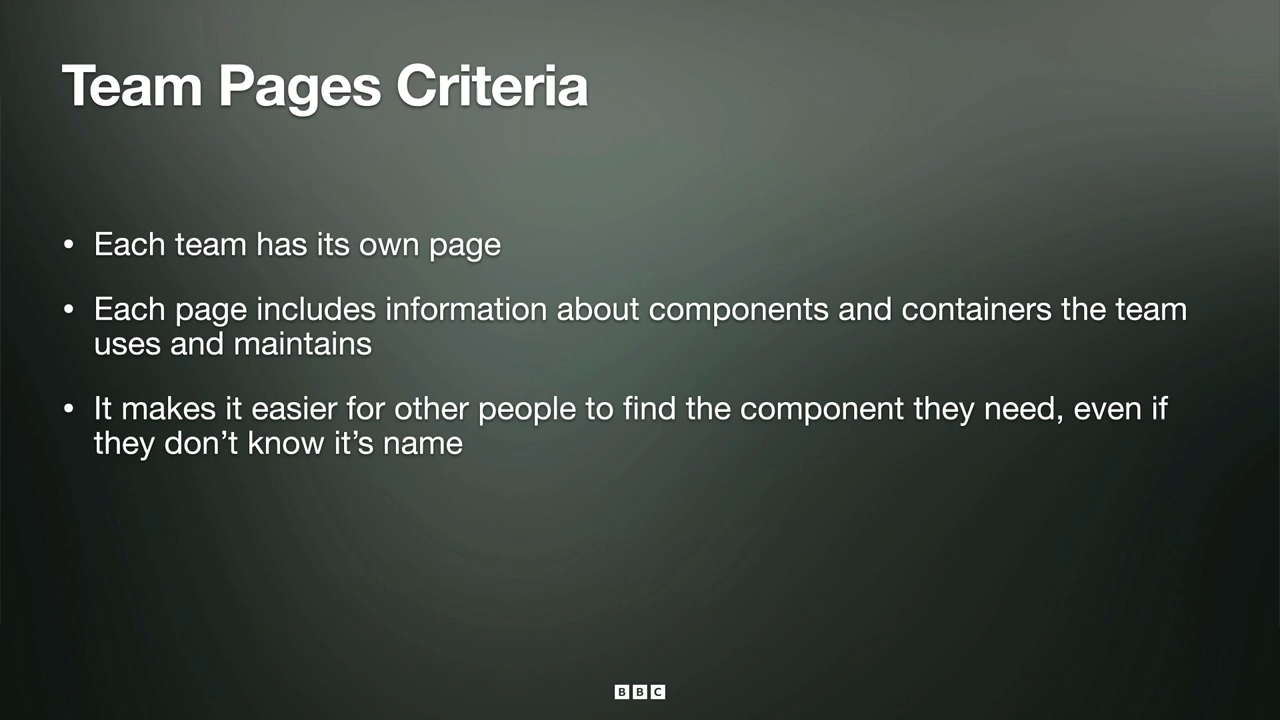 Team Pages Criteria
• Each team has its own page
• Each page includes information about components and containers the team
uses and maintains
• It makes it easier for other people to find the component they need, even if
they don’t know it’s name
BBC